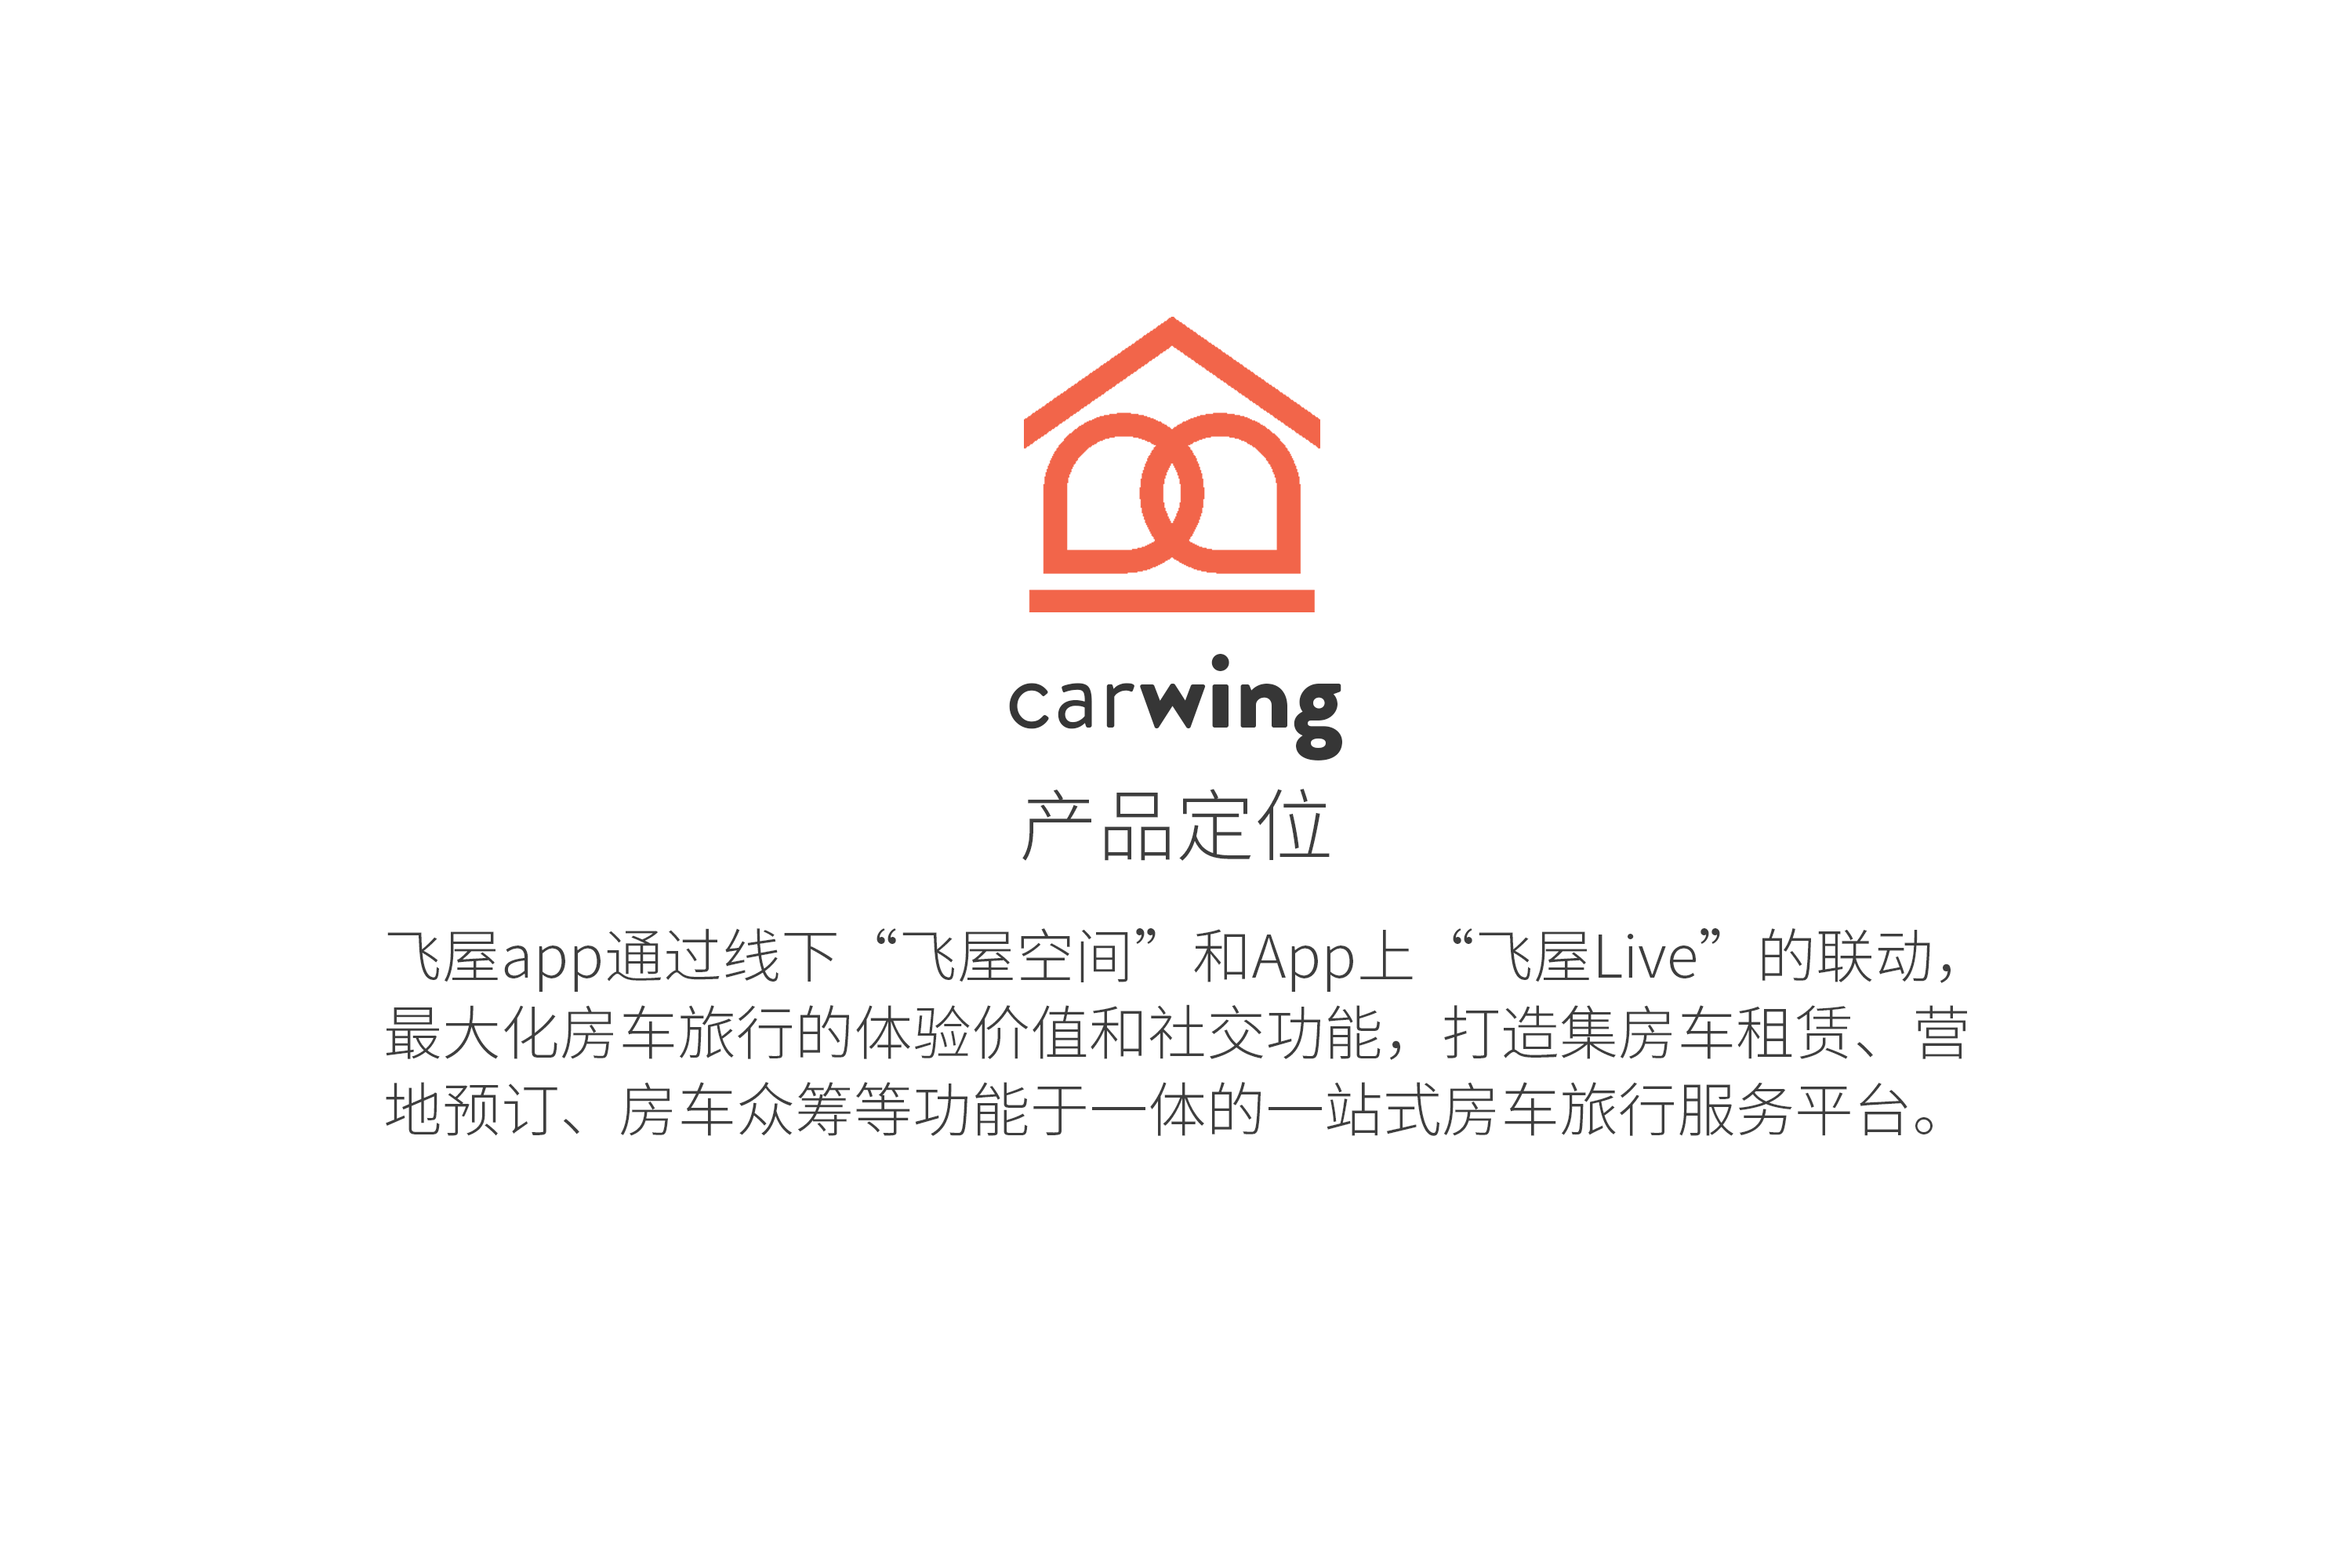 carwing
产品定位
飞屋app通过线下“飞屋空间”和App上“飞屋Live”的联动，
最大化房车旅行的体验价值和社交功能，打造集房车租赁、营
地预订、房车众筹等功能于一体的一站式房车旅行服务平台。